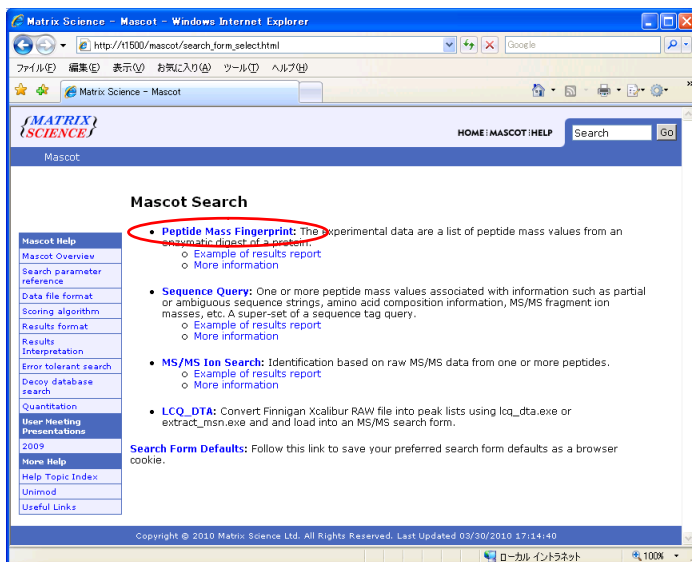 Matrix Science - Mascot - Windows Internet Explorer
http://t1500/mascot/search_form_select.html
Google
ファイル(F) 編集(E) 表示(V) お気に入り(A) ツール(T) ヘルプ(H)
Matrix Science - Mascot
MATRIX
SCIENCE
HOME MASCOT HELP
Search
Go
Mascot
Mascot Search
Mascot Help
Mascot Overview
Search parameter
reference
Data file format
Scoring algorithm
Results format
Results
Interpretation
Error tolerant search
Decoy database
search
Quantitation
User Meeting
Presentations
2009
More Help
Help Topic Index
Unimod
Useful Links
Peptide Mass Fingerprint: The experimental data are a list of peptide mass values from an
enzymatic digest of a protein.
Example of results report
More information
Sequence Query: One or more peptide mass values associated with information such as partial
or ambiguous sequence strings, amino acid composition information, MS/MS fragment ion
masses, etc. A super-set of a sequence tag query.
Example of results report
More information
MS/MS Ion Search: Identification based on raw MS/MS data from one or more peptides.
Example of results report
More information
LCQ_DTA: Convert Finnigan Xcalibur RAW file into peak lists using lcq_dta.exe or
extract_msn.exe and and load into an MS/MS search form.
Search Form Defaults: Follow this link to save your preferred search form defaults as a browser
cookie.
Copyright © 2010 Matrix Science Ltd. All Rights Reserved. Last Updated 03/30/2010 17:14:40
ローカル イントラネット
100%